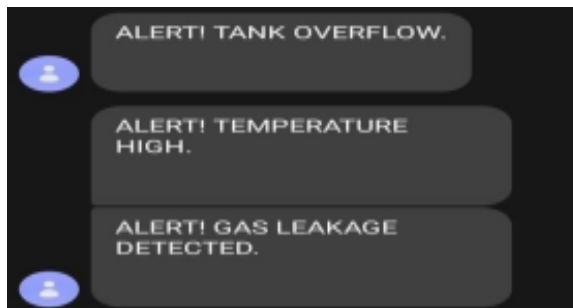 ALERT! TANK OVERFLOW.
ALERT! TEMPERATURE
HIGH.
ALERT! GAS LEAKAGE
DETECTED.